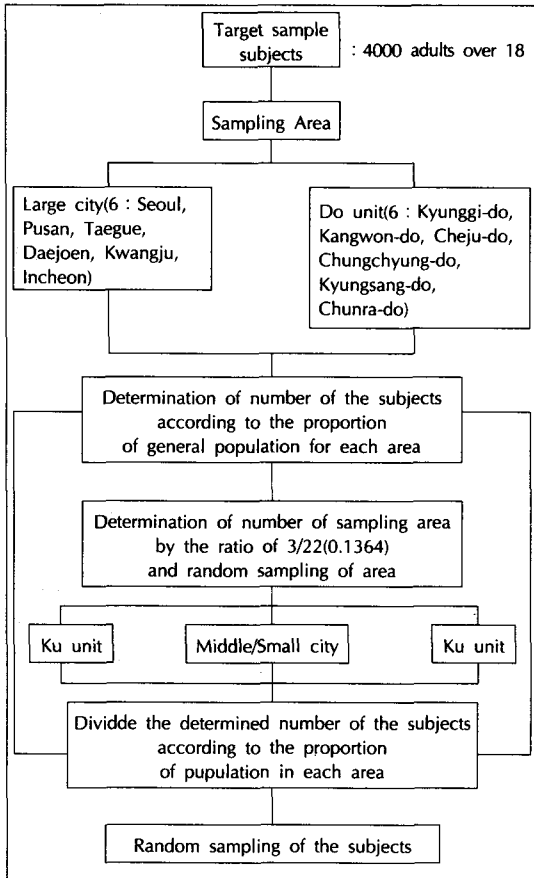 Target sample
subjects
: 4000 adults over 18
Sampling Area
Large city(6 : Seoul,
Pusan, Taegue,
Daejoen, Kwangju,
Incheon)
Do unit(6 : Kyunggi-do,
Kangwon-do, Cheju-do,
Chungchyung-do,
Kyungsang-do,
Chunra-do)
Determination of number of the subjects
according to the proportion
of general population for each area
Determination of number of sampling area
by the ratio of 3/22(0.1364)
and random sampling of area
Ku unit
Middle/Small city
Ku unit
Dividde the determined number of the subjects
according to the proportion
of pupulation in each area
Random sampling of the subjects